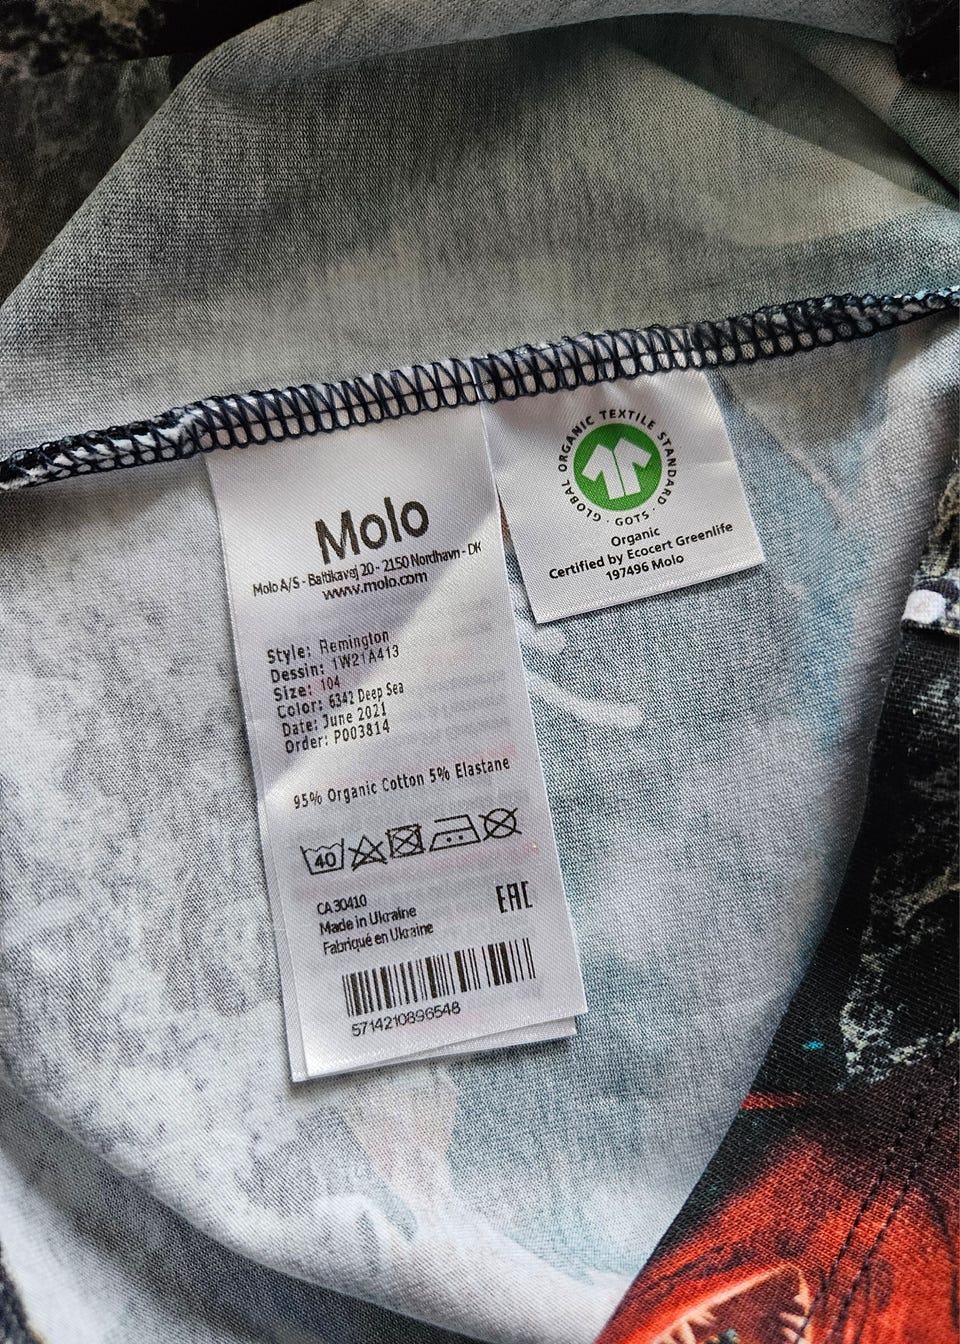 Molo
Molo A/S - Baltikavej 20 - 2150 Nordhavn - DK
www.molo.com
Style: Remington
Dessin: 1W21A413
Size: 104
Color: 6342 Deep Sea
Date: June 2021
Order: P003814
95% Organic Cotton 5% Elastane
40
CA 30410
Made in Ukraine
Fabriqué en Ukraine
EAC
5714210896548
GLOBAL ORGANIC TEXTILE STANDARD · GOTS ·
Organic
Certified by Ecocert Greenlife
197496 Molo